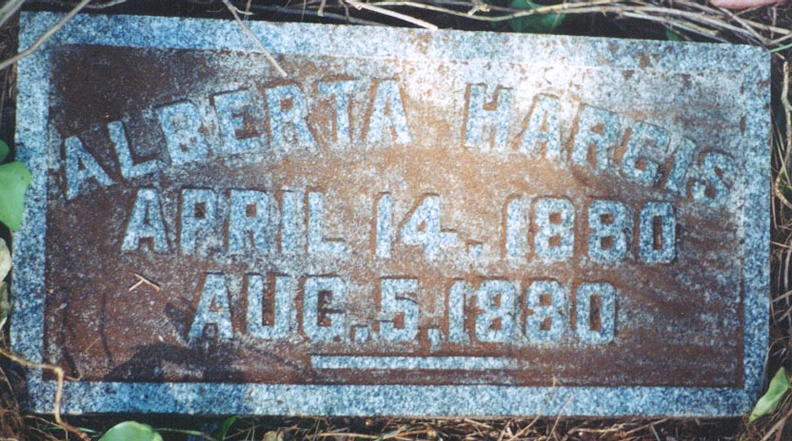 ALBERTA HARGIS
APRIL 14, 1880
AUG. 5, 1880